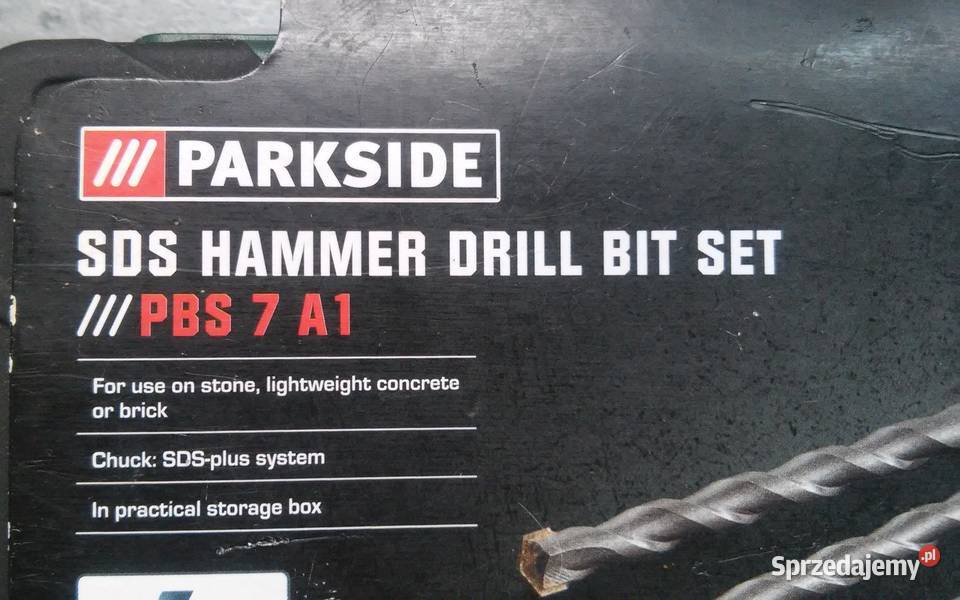 PARKSIDE
SDS HAMMER DRILL BIT SET
///PBS 7 A1
For use on stone, lightweight concrete
or brick
Chuck: SDS-plus system
In practical storage box
Sprzedajemy.pl